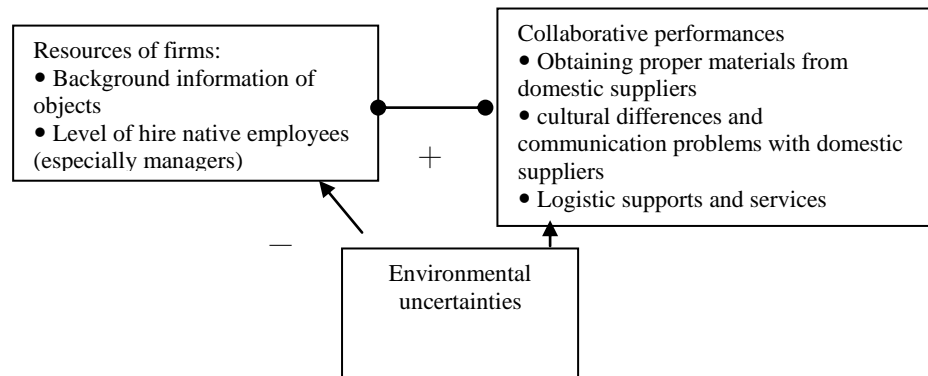 Resources of firms:
● Background information of
objects
● Level of hire native employees
(especially managers)
Collaborative performances
● Obtaining proper materials from
domestic suppliers
● cultural differences and
communication problems with domestic
suppliers
● Logistic supports and services
+
—
Environmental
uncertainties